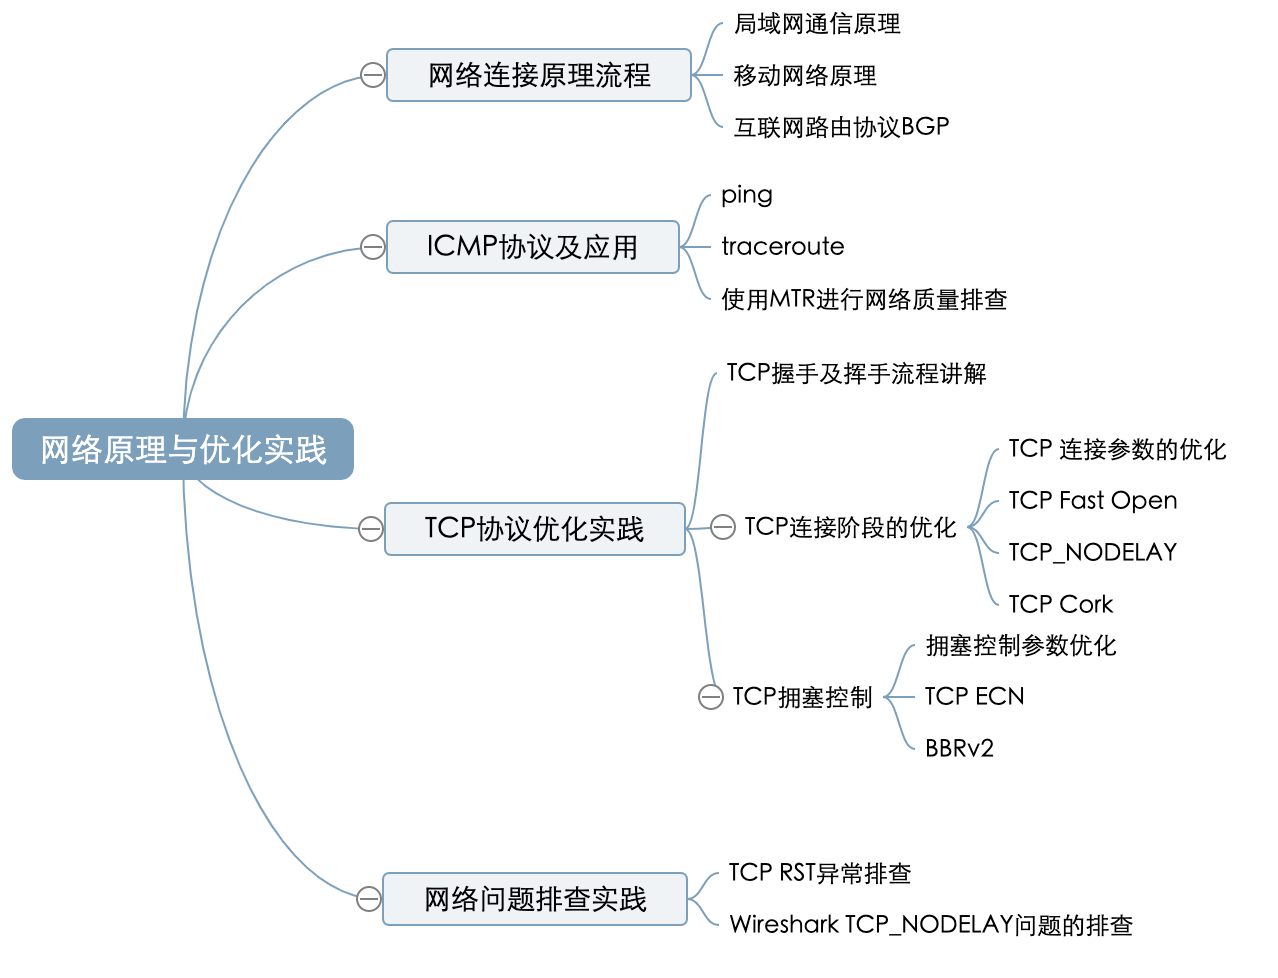 网络原理与优化实践
网络连接原理流程
局域网通信原理
移动网络原理
互联网路由协议BGP
ICMP协议及应用
ping
traceroute
使用MTR进行网络质量排查
TCP协议优化实践
TCP握手及挥手流程讲解
TCP连接阶段的优化
TCP 连接参数的优化
TCP Fast Open
TCP_NODELAY
TCP Cork
TCP拥塞控制
拥塞控制参数优化
TCP ECN
BBRv2
网络问题排查实践
TCP RST异常排查
Wireshark TCP_NODELAY问题的排查